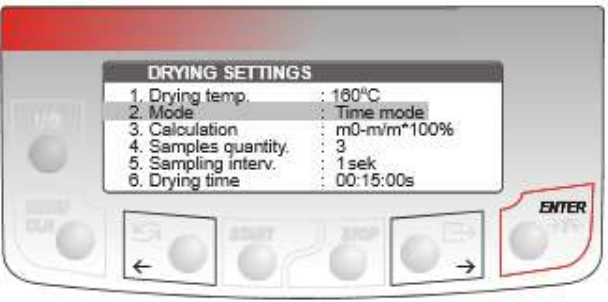 DRYING SETTINGS
1. Drying temp. : 160°C
2. Mode : Time mode
3. Calculation : m0-m/m*100%
4. Samples quantity. : 3
5. Sampling interv. : 1sek
6. Drying time : 00:15:00s
I/O
ENTER
START
STOP
← →